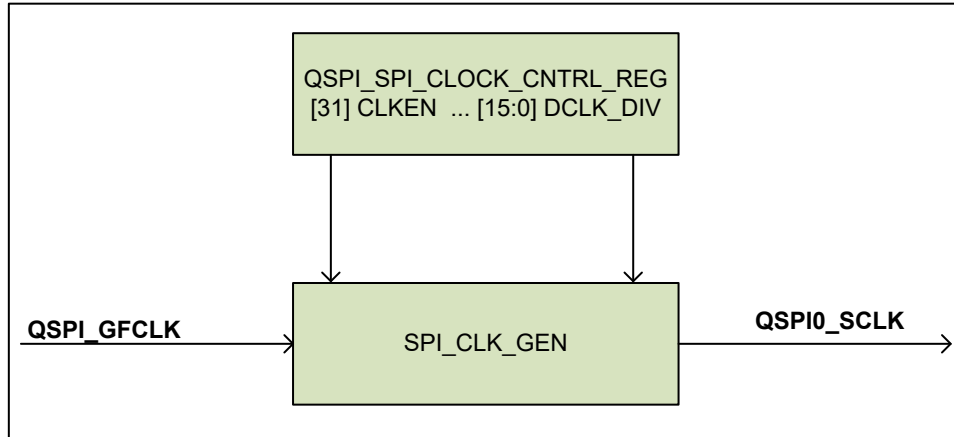 QSPI_SPI_CLOCK_CNTRL_REG
[31] CLKEN ... [15:0] DCLK_DIV
QSPI_GFCLK
SPI_CLK_GEN
QSPI0_SCLK